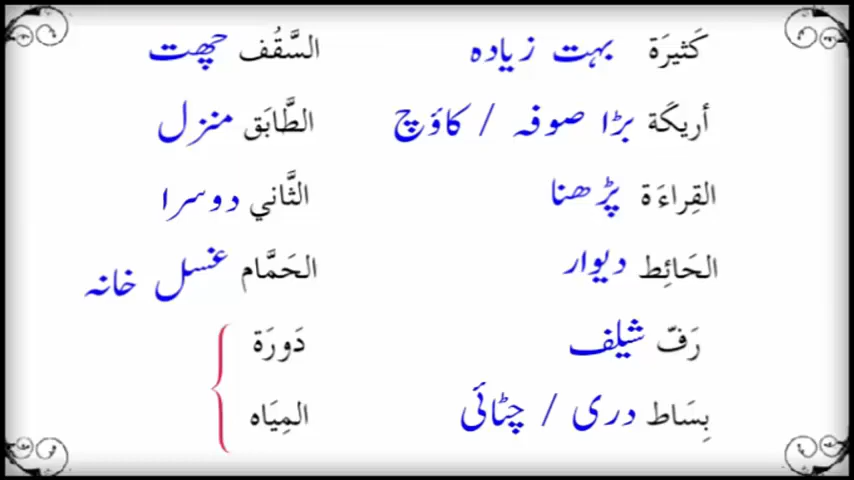 كَثيرَة بہت زیادہ
أريكَة بڑا صوفہ / کاؤچ
القِراءَة پڑھنا
الحَائِط دیوار
رَفّ شیلف
بِسَاط دری / چٹائی
السَّقُف چھت
الطَّابَق منزل
الثَّاني دوسرا
الحَمَّام غسل خانہ
دَورَة
المِيَاه